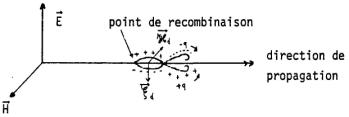 E
point de recombinaison
direction de
propagation
H
-q
+q